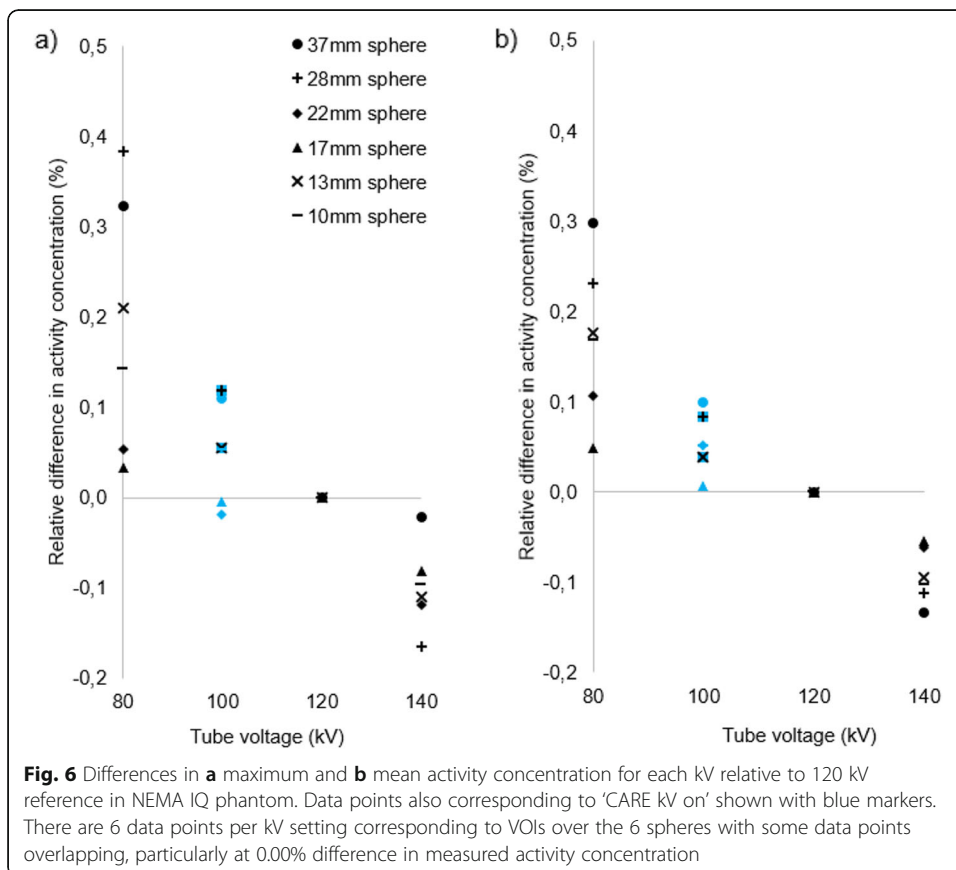 a)
Relative difference in activity concentration (%)
0,5
0,4
0,3
0,2
0,1
0,0
-0,1
-0,2
80 100 120 140
Tube voltage (kV)
37mm sphere
28mm sphere
22mm sphere
17mm sphere
13mm sphere
10mm sphere
b)
Relative difference in activity concentration (%)
0,5
0,4
0,3
0,2
0,1
0,0
-0,1
-0,2
80 100 120 140
Tube voltage (kV)
Fig. 6 Differences in a maximum and b mean activity concentration for each kV relative to 120 kV
reference in NEMA IQ phantom. Data points also corresponding to ‘CARE kV on’ shown with blue markers.
There are 6 data points per kV setting corresponding to VOIs over the 6 spheres with some data points
overlapping, particularly at 0.00% difference in measured activity concentration